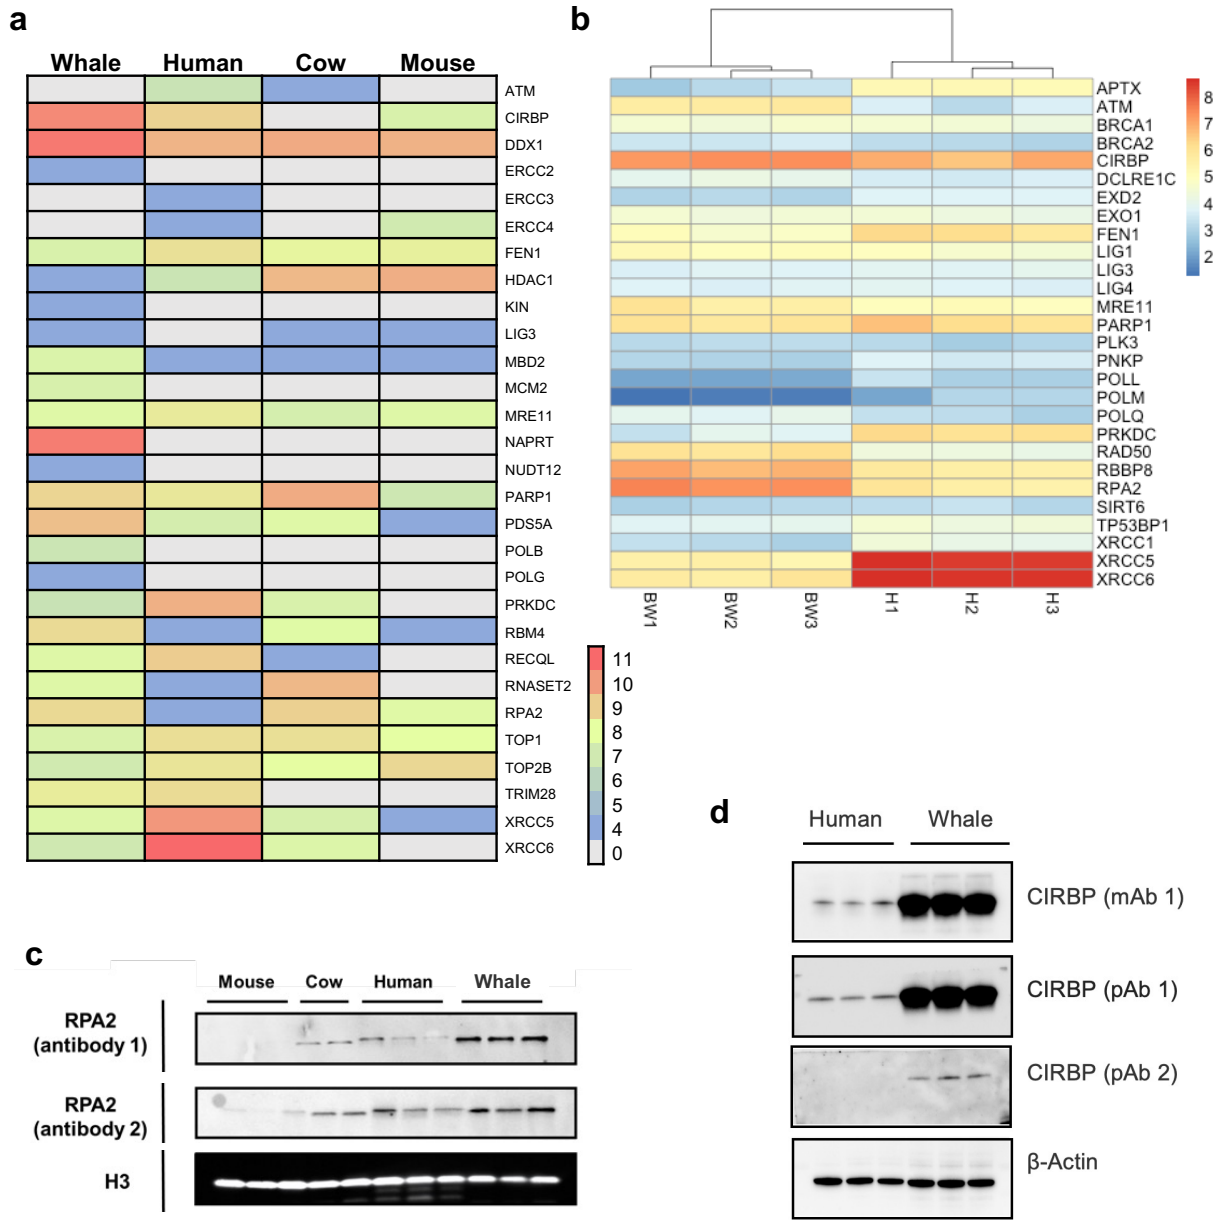 a
Whale Human Cow Mouse
ATM
CIRBP
DDX1
ERCC2
ERCC3
ERCC4
FEN1
HDAC1
KIN
LIG3
MBD2
MCM2
MRE11
NAPRT
NUDT12
PARP1
PDS5A
POLB
POLG
PRKDC
RBM4
RECQL
RNASET2
RPA2
TOP1
TOP2B
TRIM28
XRCC5
XRCC6
11
10
9
8
7
6
5
4
0
b
APTX
ATM
BRCA1
BRCA2
CIRBP
DCLRE1C
EXD2
EXO1
FEN1
LIG1
LIG3
LIG4
MRE11
PARP1
PLK3
PNKP
POLL
POLM
POLQ
PRKDC
RAD50
RBBP8
RPA2
SIRT6
TP53BP1
XRCC1
XRCC5
XRCC6
BW1 BW2 BW3 H1 H2 H3
8
7
6
5
4
3
2
c
Mouse Cow Human Whale
RPA2
(antibody 1)
RPA2
(antibody 2)
H3
d
Human Whale
CIRBP (mAb 1)
CIRBP (pAb 1)
CIRBP (pAb 2)
β-Actin